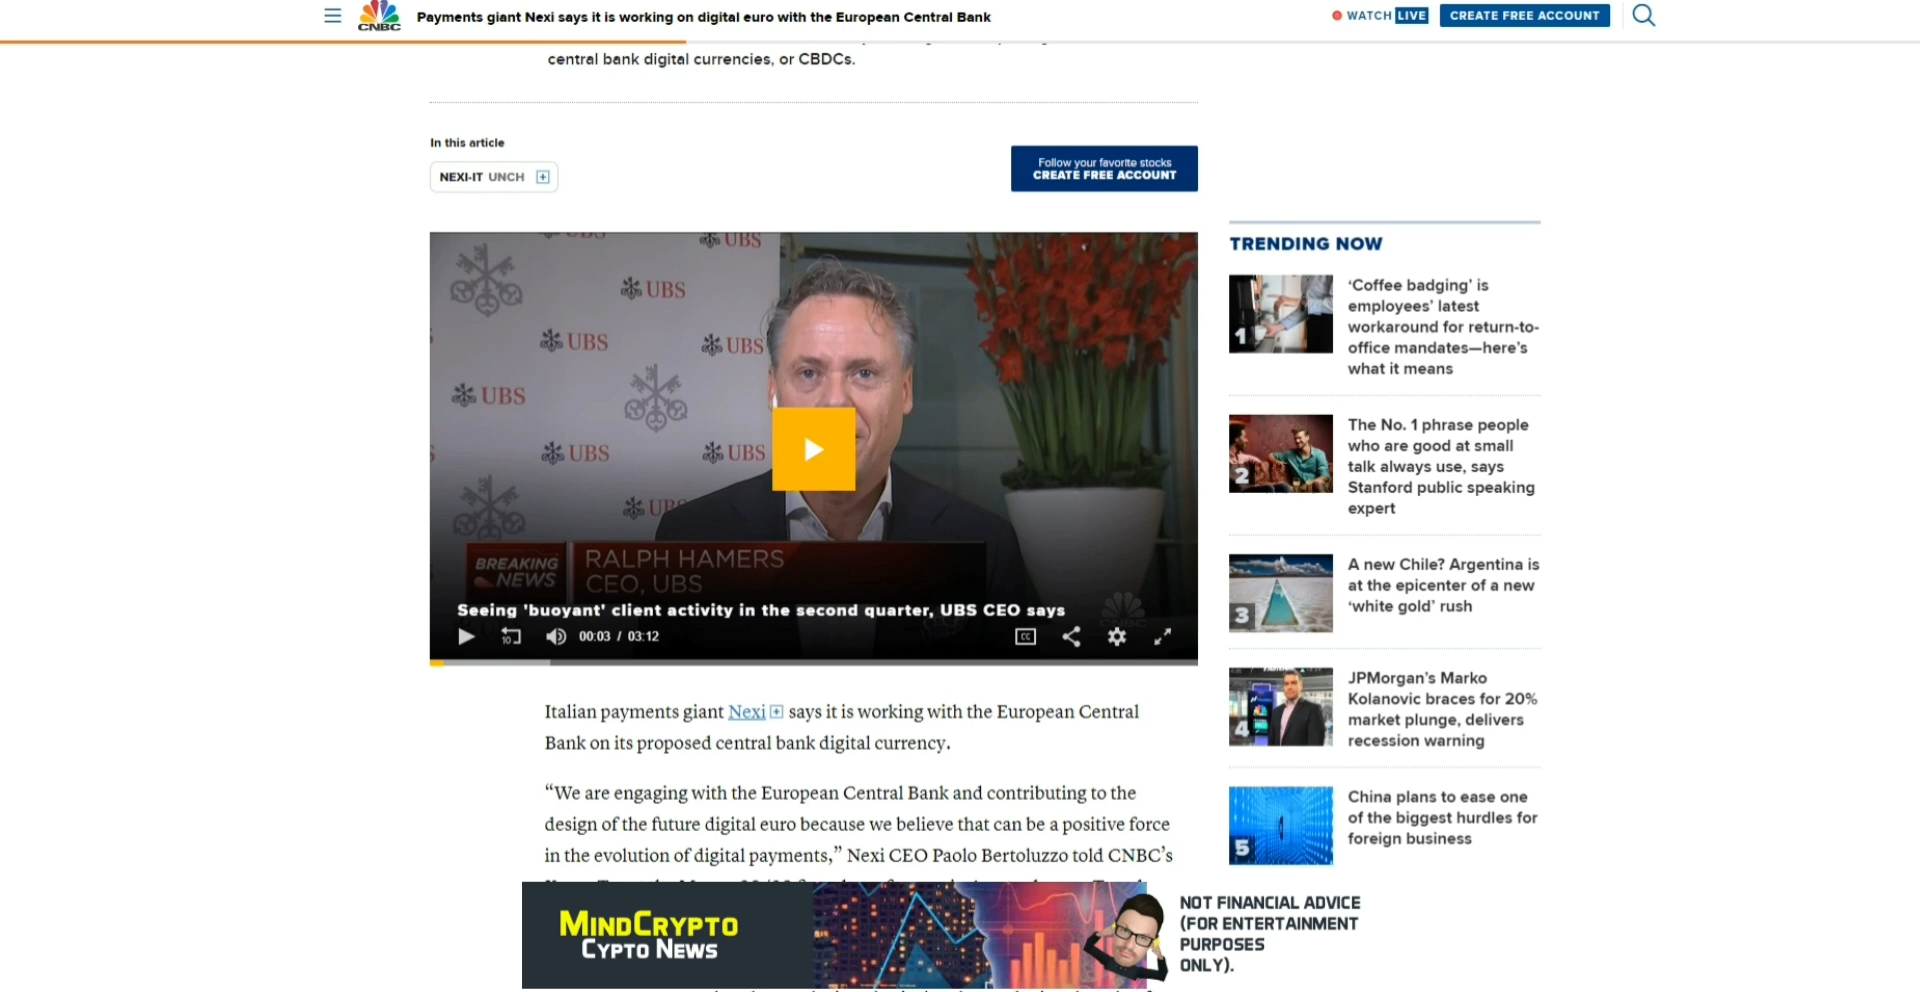 CNBC
Payments giant Nexi says it is working on digital euro with the European Central Bank
WATCH LIVE
CREATE FREE ACCOUNT
central bank digital currencies, or CBDCs.
In this article
NEXI-IT UNCH
Follow your favorite stocks
CREATE FREE ACCOUNT
UBS
UBS
UBS
UBS
UBS
UBS
UBS
UBS
BREAKING NEWS
RALPH HAMERS
CEO, UBS
Seeing 'buoyant' client activity in the second quarter, UBS CEO says
10
00:03 / 03:12
CC
TRENDING NOW
1
‘Coffee badging’ is
employees’ latest
workaround for return-to-
office mandates—here’s
what it means
2
The No. 1 phrase people
who are good at small
talk always use, says
Stanford public speaking
expert
3
A new Chile? Argentina is
at the epicenter of a new
‘white gold’ rush
4
JPMorgan’s Marko
Kolanovic braces for 20%
market plunge, delivers
recession warning
5
China plans to ease one
of the biggest hurdles for
foreign business
Italian payments giant Nexi says it is working with the European Central
Bank on its proposed central bank digital currency.
“We are engaging with the European Central Bank and contributing to the
design of the future digital euro because we believe that can be a positive force
in the evolution of digital payments,” Nexi CEO Paolo Bertoluzzo told CNBC’s
MINDCRYPTO
CYPTO NEWS
NOT FINANCIAL ADVICE
(FOR ENTERTAINMENT
PURPOSES
ONLY).